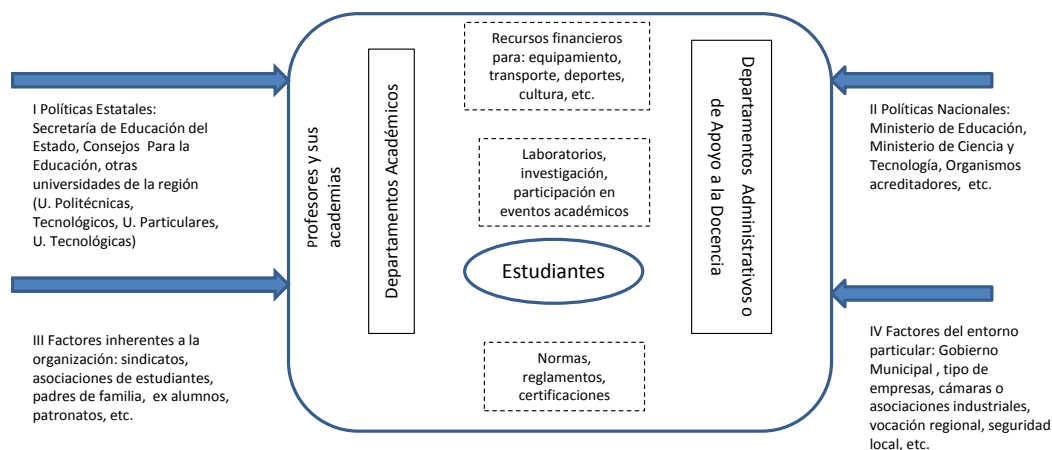 I Políticas Estatales:
Secretaría de Educación del
Estado, Consejos Para la
Educación, otras
universidades de la región
(U. Politécnicas,
Tecnológicos, U. Particulares,
U. Tecnológicas)
III Factores inherentes a la
organización: sindicatos,
asociaciones de estudiantes,
padres de familia, ex alumnos,
patronatos, etc.
Profesores y sus
academias
Departamentos Académicos
Recursos financieros
para: equipamiento,
transporte, deportes,
cultura, etc.
Laboratorios,
investigación,
participación en
eventos académicos
Estudiantes
Normas,
reglamentos,
certificaciones
Departamentos Administrativos o
de Apoyo a la Docencia
II Políticas Nacionales:
Ministerio de Educación,
Ministerio de Ciencia y
Tecnología, Organismos
acreditadores, etc.
IV Factores del entorno
particular: Gobierno
Municipal , tipo de
empresas, cámaras o
asociaciones industriales,
vocación regional, seguridad
local, etc.